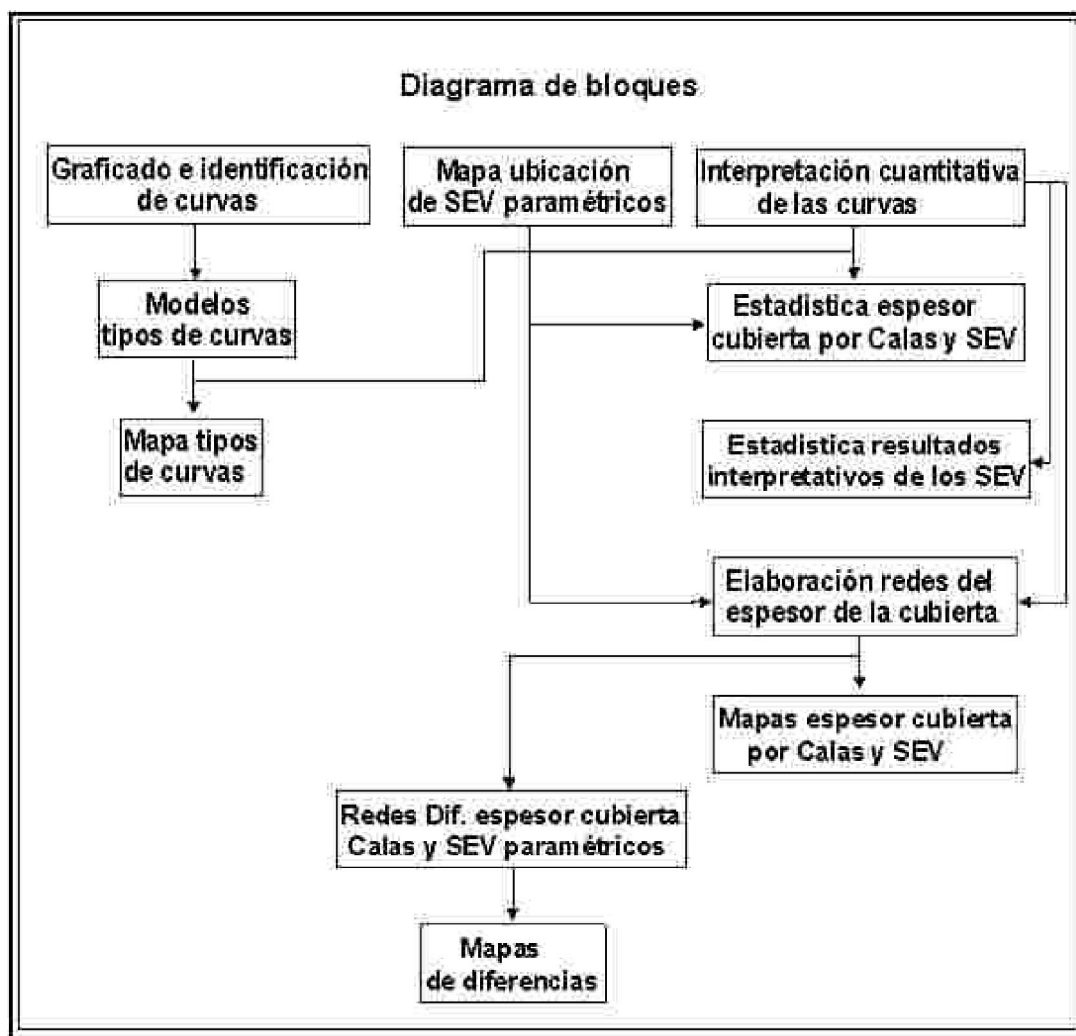 Diagrama de bloques
Graficado e identificación
de curvas
Mapa ubicación
de SEV paramétricos
Interpretación cuantitativa
de las curvas
Modelos
tipos de curvas
Estadistica espesor
cubierta por Calas y SEV
Mapa tipos
de curvas
Estadistica resultados
interpretativos de los SEV
Elaboración redes del
espesor de la cubierta
Mapas espesor cubierta
por Calas y SEV
Redes Dif. espesor cubierta
Calas y SEV paramétricos
Mapas
de diferencias